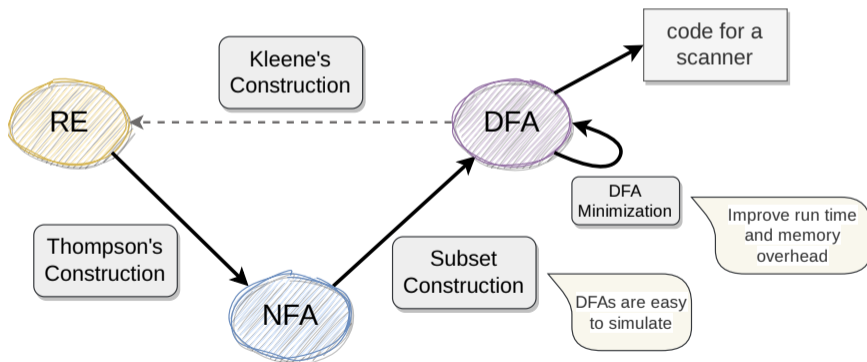 code for a
scanner
Kleene's
Construction
RE
DFA
DFA
Minimization
Improve run time
and memory
overhead
Thompson's
Construction
Subset
Construction
DFAs are easy
to simulate
NFA